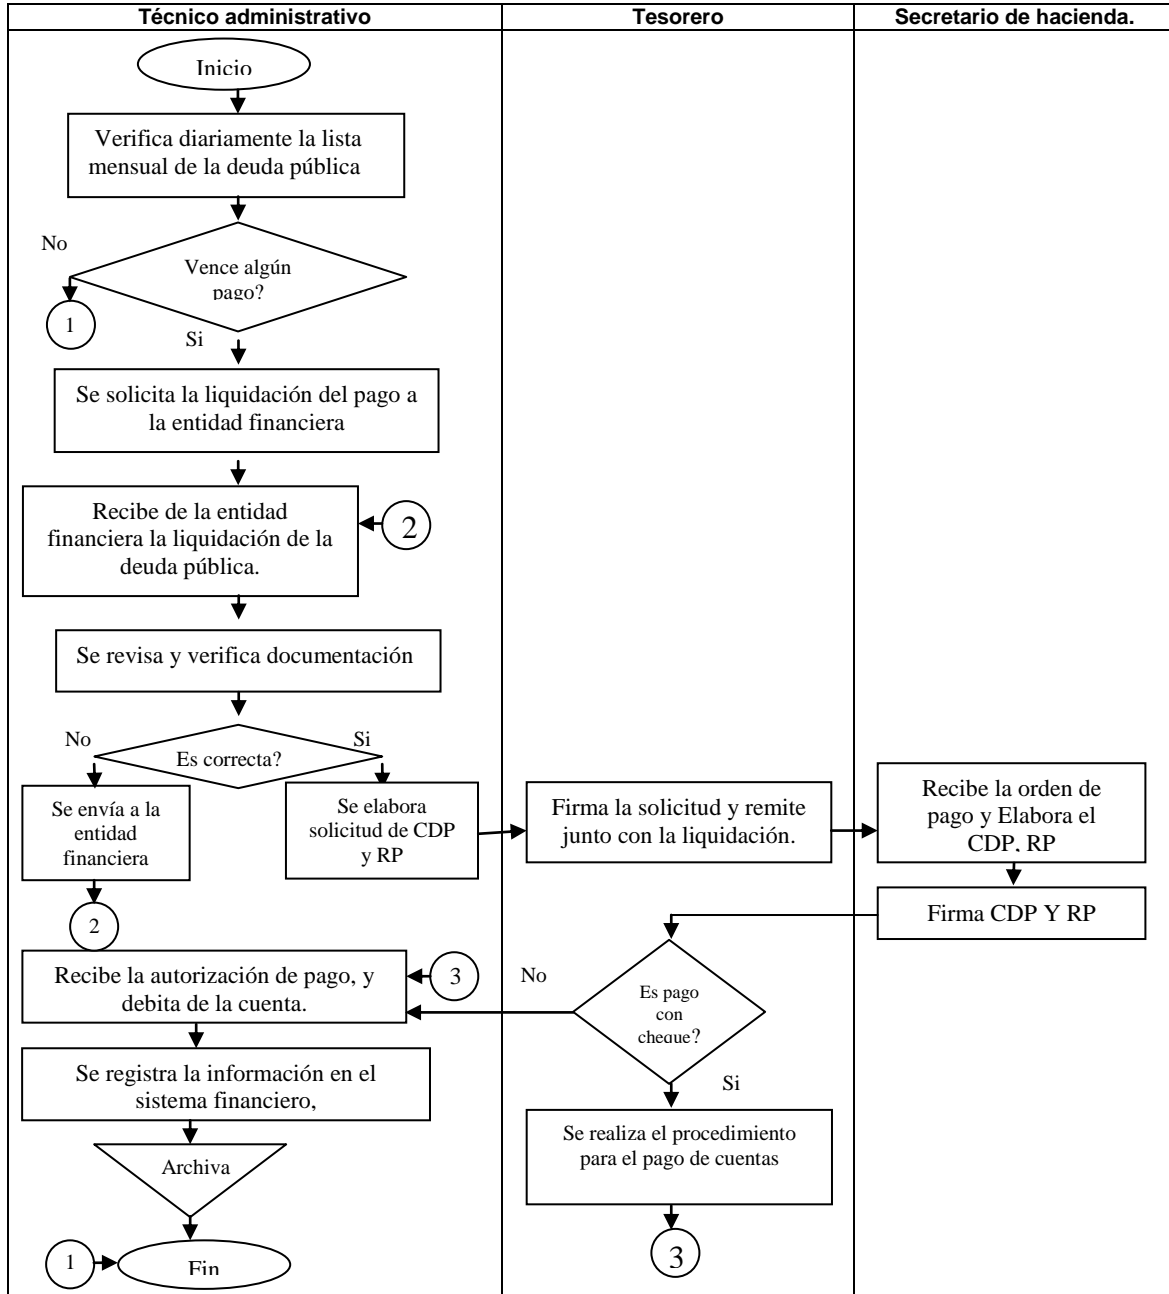 Técnico administrativo
Tesorero
Secretario de hacienda.
Inicio
Verifica diariamente la lista
mensual de la deuda pública
No
Vence algún
pago?
1
Si
Se solicita la liquidación del pago a
la entidad financiera
Recibe de la entidad
financiera la liquidación de la
deuda pública.
2
Se revisa y verifica documentación
No
Es correcta?
Si
Se envía a la
entidad
financiera
Se elabora
solicitud de CDP
y RP
Firma la solicitud y remite
junto con la liquidación.
Recibe la orden de
pago y Elabora el
CDP, RP
2
Firma CDP Y RP
Recibe la autorización de pago, y
debita de la cuenta.
3
No
Es pago
con
cheque?
Si
Se registra la información en el
sistema financiero,
Se realiza el procedimiento
para el pago de cuentas
Archiva
3
1
Fin